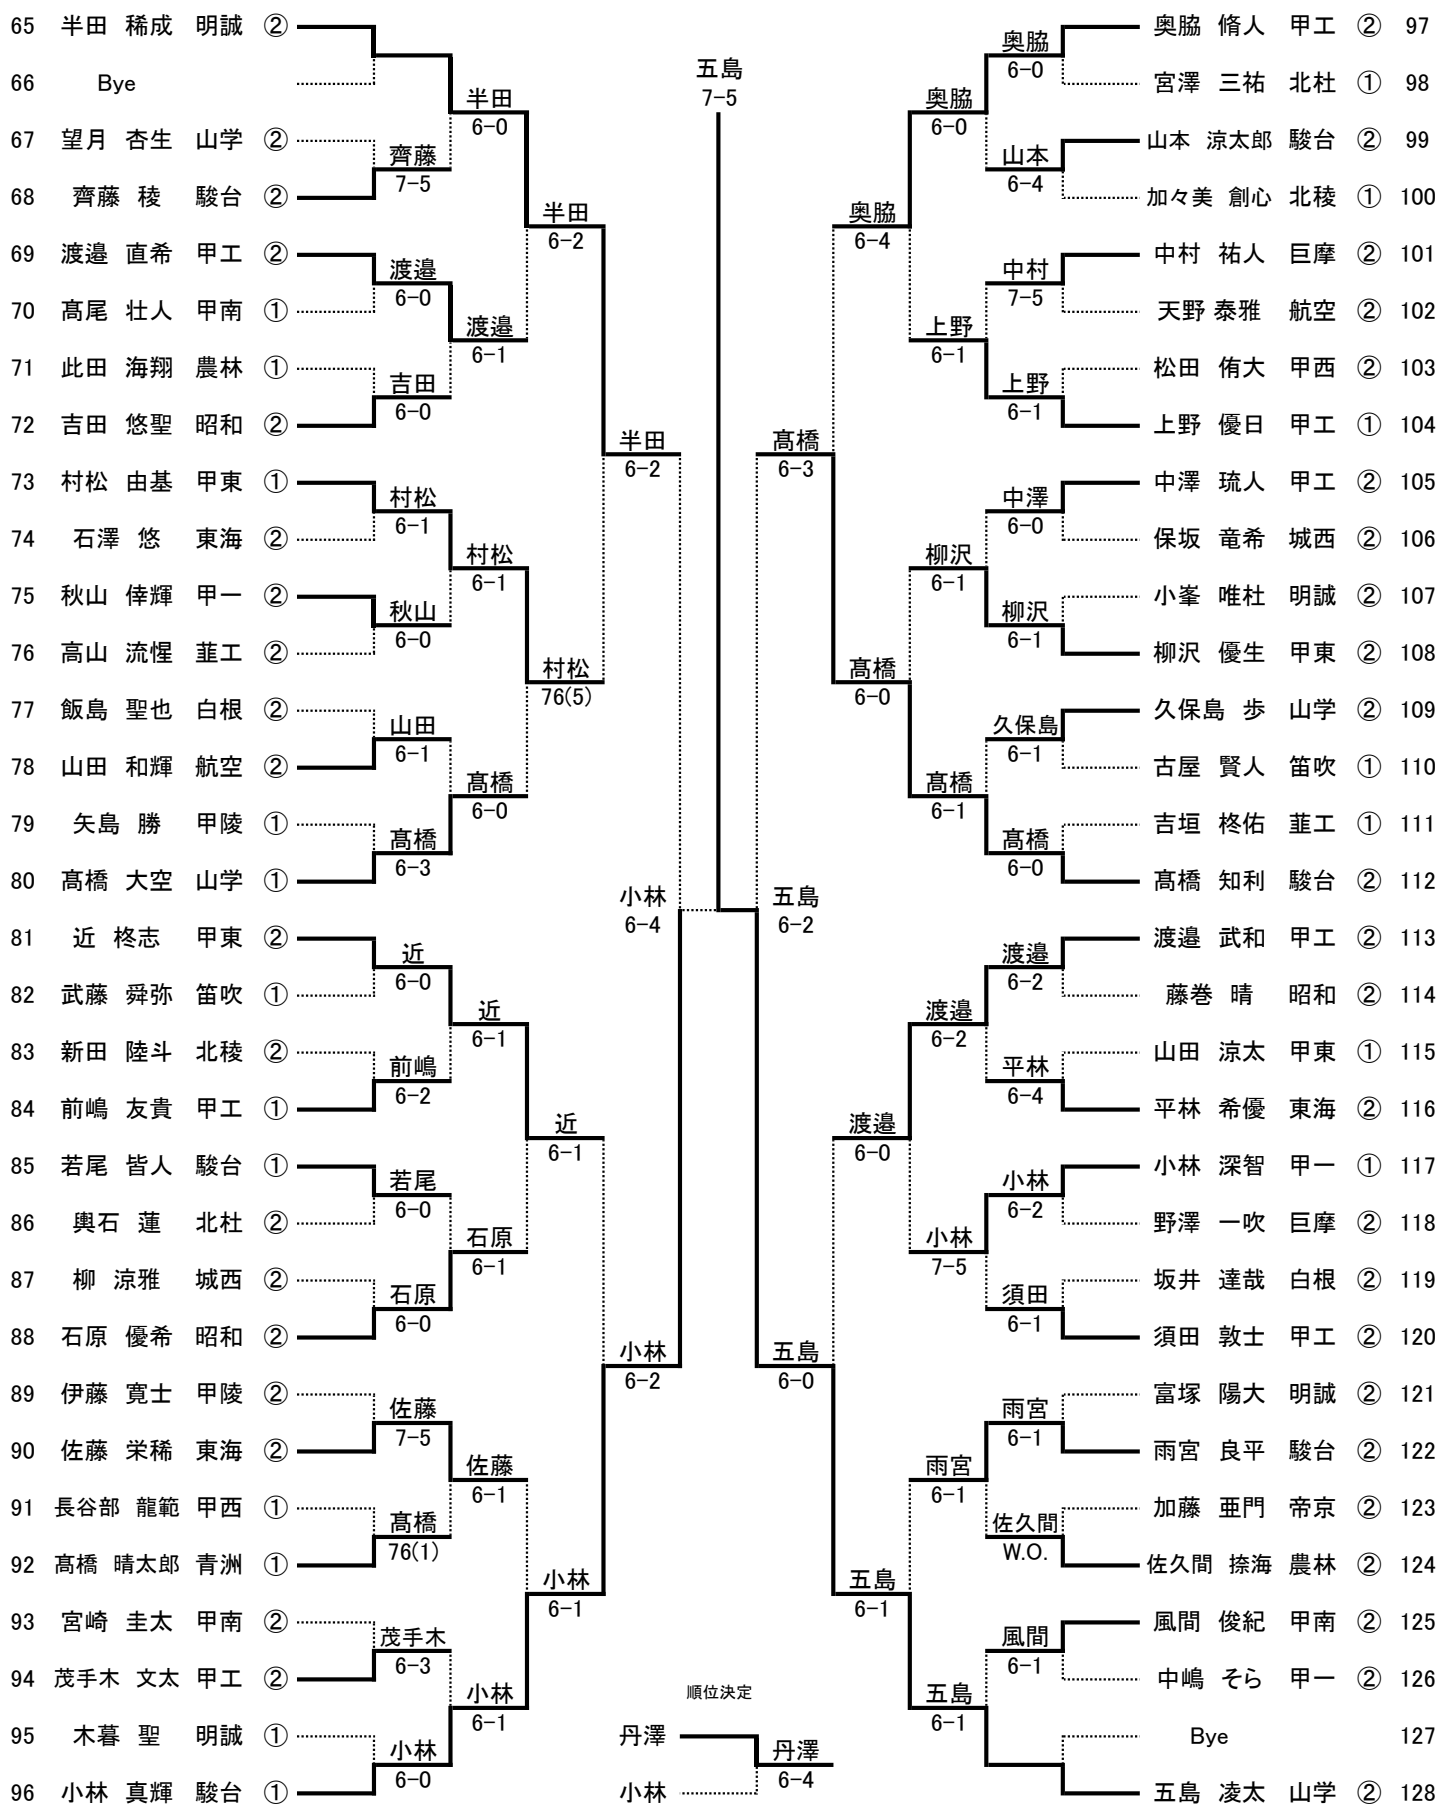 65 半田 稀成 明誠 ②
66 Bye
67 望月 杏生 山学 ②
68 齊藤 稜 駿台 ②
69 渡邉 直希 甲工 ②
70 髙尾 壮人 甲南 ①
71 此田 海翔 農林 ①
72 吉田 悠聖 昭和 ②
73 村松 由基 甲東 ①
74 石澤 悠 東海 ②
75 秋山 倖輝 甲一 ②
76 高山 流惺 韮工 ②
77 飯島 聖也 白根 ②
78 山田 和輝 航空 ②
79 矢島 勝 甲陵 ①
80 髙橋 大空 山学 ①
81 近 柊志 甲東 ②
82 武藤 舜弥 笛吹 ①
83 新田 陸斗 北稜 ②
84 前嶋 友貴 甲工 ①
85 若尾 皆人 駿台 ①
86 輿石 蓮 北杜 ②
87 柳 涼雅 城西 ②
88 石原 優希 昭和 ②
89 伊藤 寛士 甲陵 ②
90 佐藤 栄稀 東海 ②
91 長谷部 龍範 甲西 ①
92 髙橋 晴太郎 青洲 ①
93 宮崎 圭太 甲南 ②
94 茂手木 文太 甲工 ②
95 木暮 聖 明誠 ①
96 小林 真輝 駿台 ①
齊藤
7-5
渡邉
6-0
吉田
6-0
村松
6-1
秋山
6-0
山田
6-1
髙橋
6-3
近
6-0
前嶋
6-2
若尾
6-0
石原
6-0
佐藤
7-5
髙橋
76(1)
茂手木
6-3
小林
6-0
半田
6-0
渡邉
6-1
村松
6-1
髙橋
6-0
近
6-1
石原
6-1
佐藤
6-1
小林
6-1
半田
6-2
村松
76(5)
近
6-1
小林
6-1
半田
6-2
小林
6-2
小林
6-4
五島
7-5
五島
6-2
髙橋
6-3
五島
6-0
奥脇
6-4
髙橋
6-0
渡邉
6-0
五島
6-1
奥脇
6-0
上野
6-1
柳沢
6-1
髙橋
6-1
渡邉
6-2
小林
7-5
雨宮
6-1
五島
6-1
奥脇
6-0
山本
6-4
中村
7-5
上野
6-1
中澤
6-0
柳沢
6-1
久保島
6-1
髙橋
6-0
渡邉
6-2
平林
6-4
小林
6-2
須田
6-1
雨宮
6-1
佐久間
W.O.
風間
6-1
奥脇 脩人 甲工 ② 97
宮澤 三祐 北杜 ① 98
山本 涼太郎 駿台 ② 99
加々美 創心 北稜 ① 100
中村 祐人 巨摩 ② 101
天野 泰雅 航空 ② 102
松田 侑大 甲西 ② 103
上野 優日 甲工 ① 104
中澤 琉人 甲工 ② 105
保坂 竜希 城西 ② 106
小峯 唯杜 明誠 ② 107
柳沢 優生 甲東 ② 108
久保島 歩 山学 ② 109
古屋 賢人 笛吹 ① 110
吉垣 柊佑 韮工 ① 111
髙橋 知利 駿台 ② 112
渡邉 武和 甲工 ② 113
藤巻 晴 昭和 ② 114
山田 涼太 甲東 ① 115
平林 希優 東海 ② 116
小林 深智 甲一 ① 117
野澤 一吹 巨摩 ② 118
坂井 達哉 白根 ② 119
須田 敦士 甲工 ② 120
富塚 陽大 明誠 ② 121
雨宮 良平 駿台 ② 122
加藤 亜門 帝京 ② 123
佐久間 捺海 農林 ② 124
風間 俊紀 甲南 ② 125
中嶋 そら 甲一 ② 126
Bye 127
五島 凌太 山学 ② 128
順位決定
丹澤
小林
丹澤
6-4